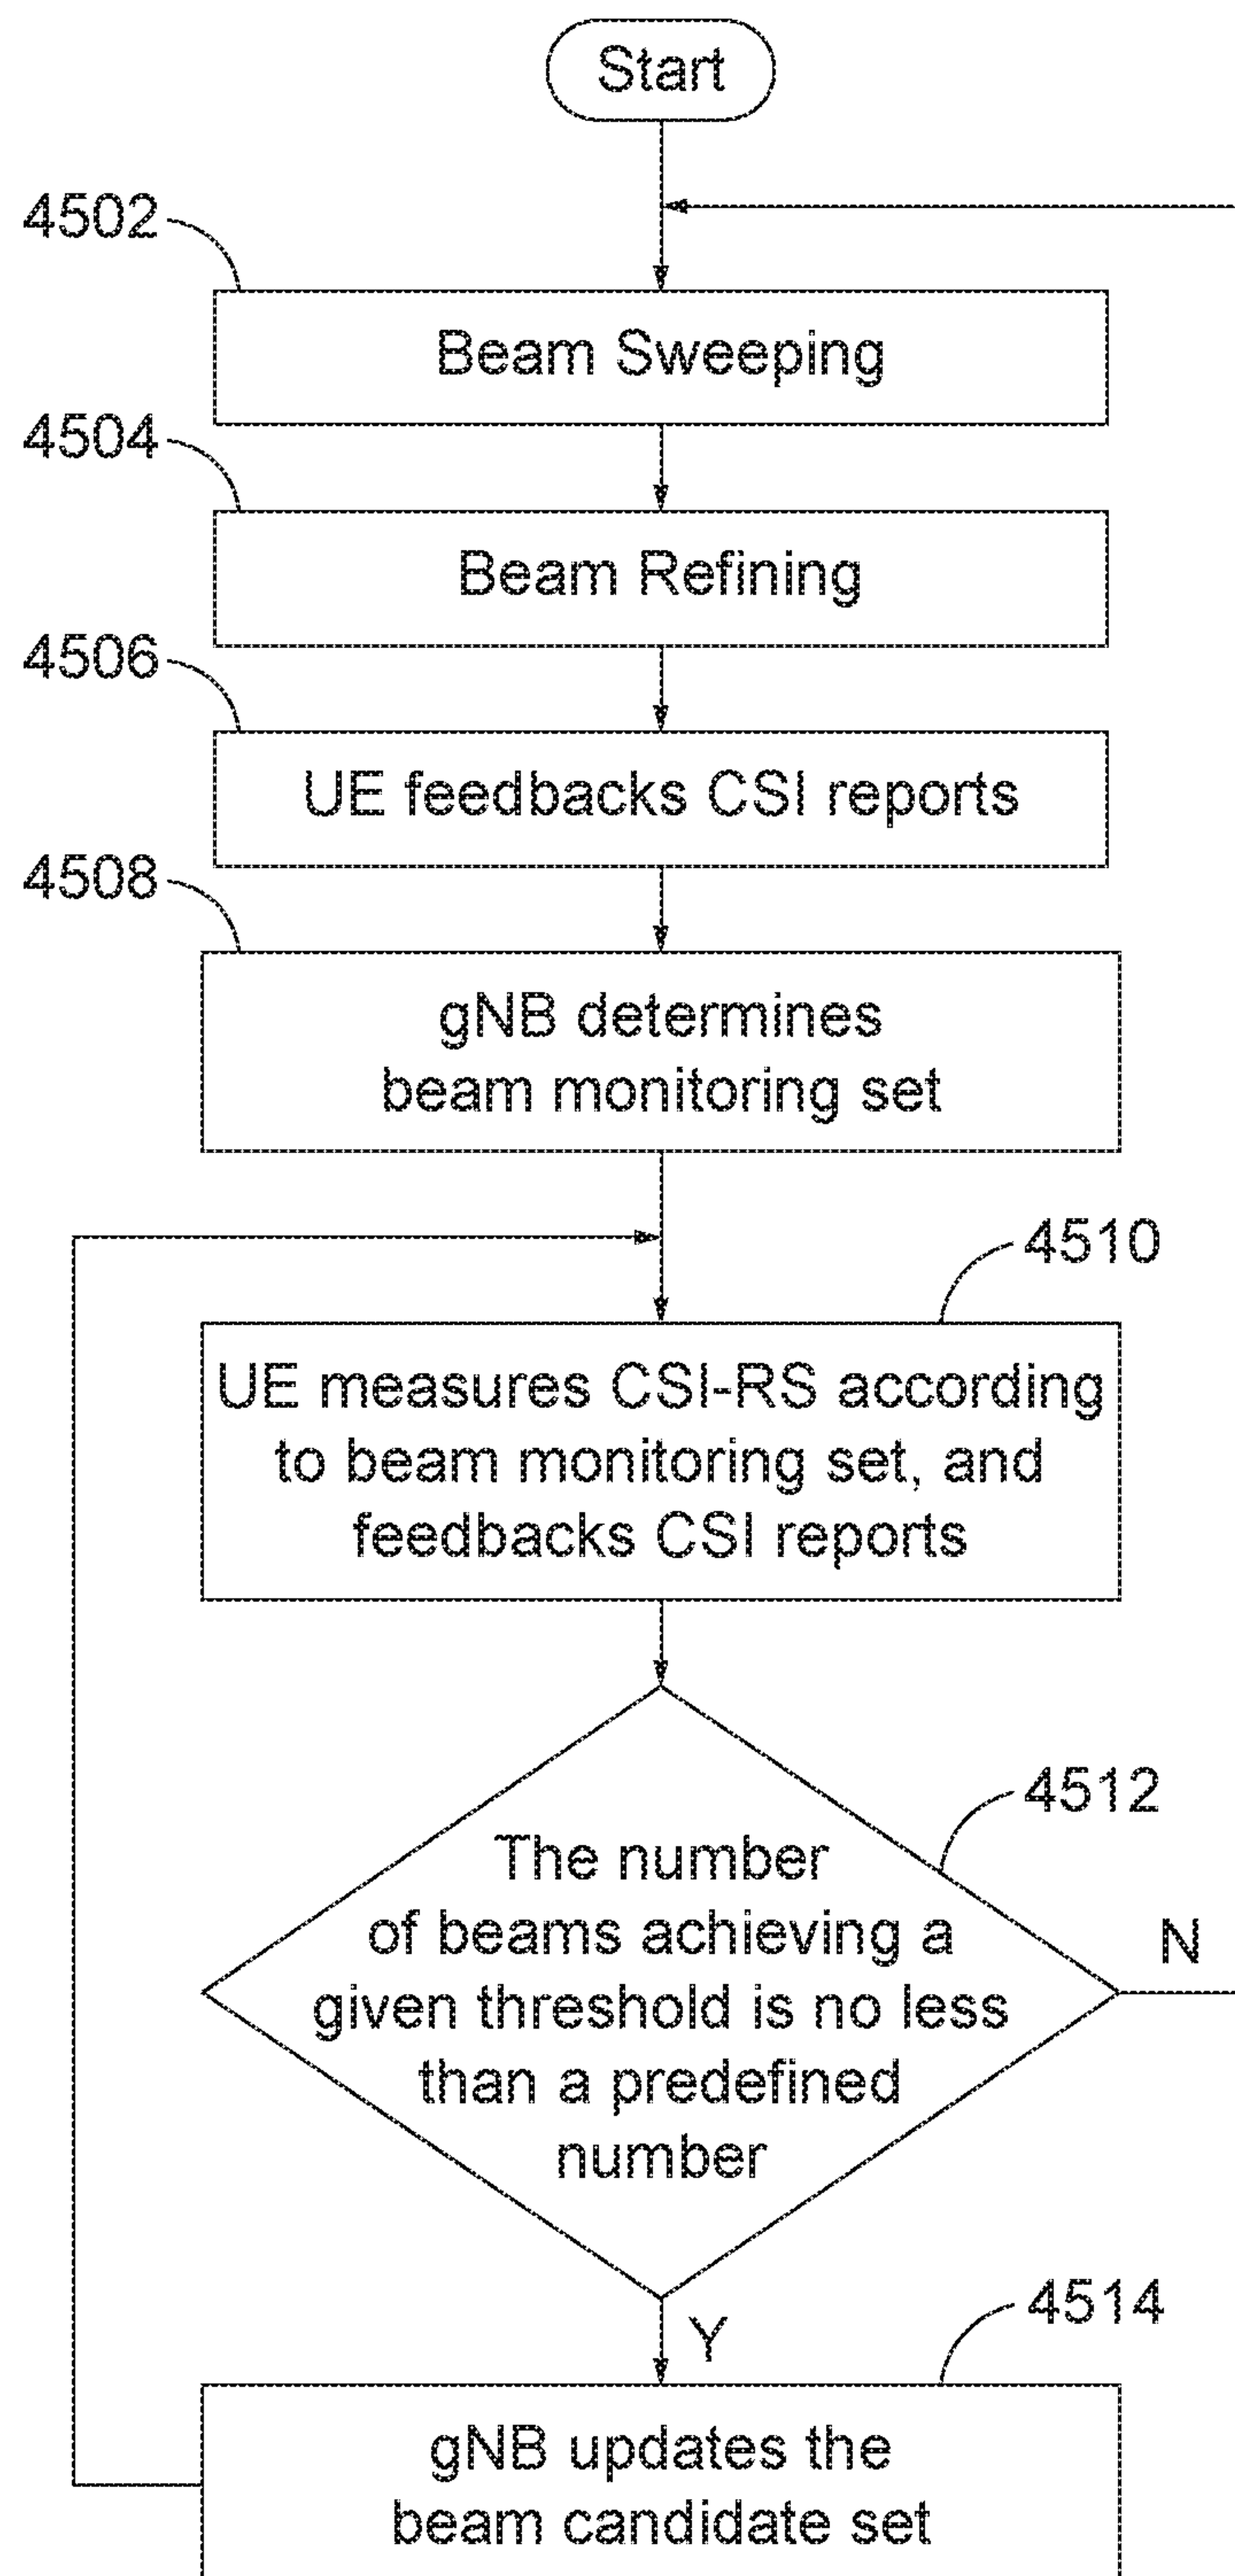 Start
4502
Beam Sweeping
4504
Beam Refining
4506
UE feedbacks CSI reports
4508
gNB determines
beam monitoring set
4510
UE measures CSI-RS according
to beam monitoring set, and
feedbacks CSI reports
4512
The number
of beams achieving a
given threshold is no less
than a predefined
number
N
Y
4514
gNB updates the
beam candidate set